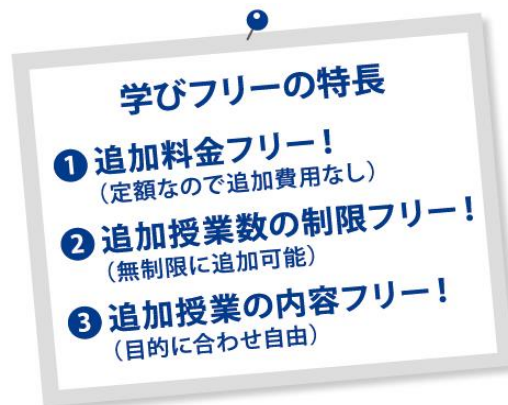 学びフリーの特長
❶ 追加料金フリー！
（定額なので追加費用なし）
❷ 追加授業数の制限フリー！
（無制限に追加可能）
❸ 追加授業の内容フリー！
（目的に合わせ自由）